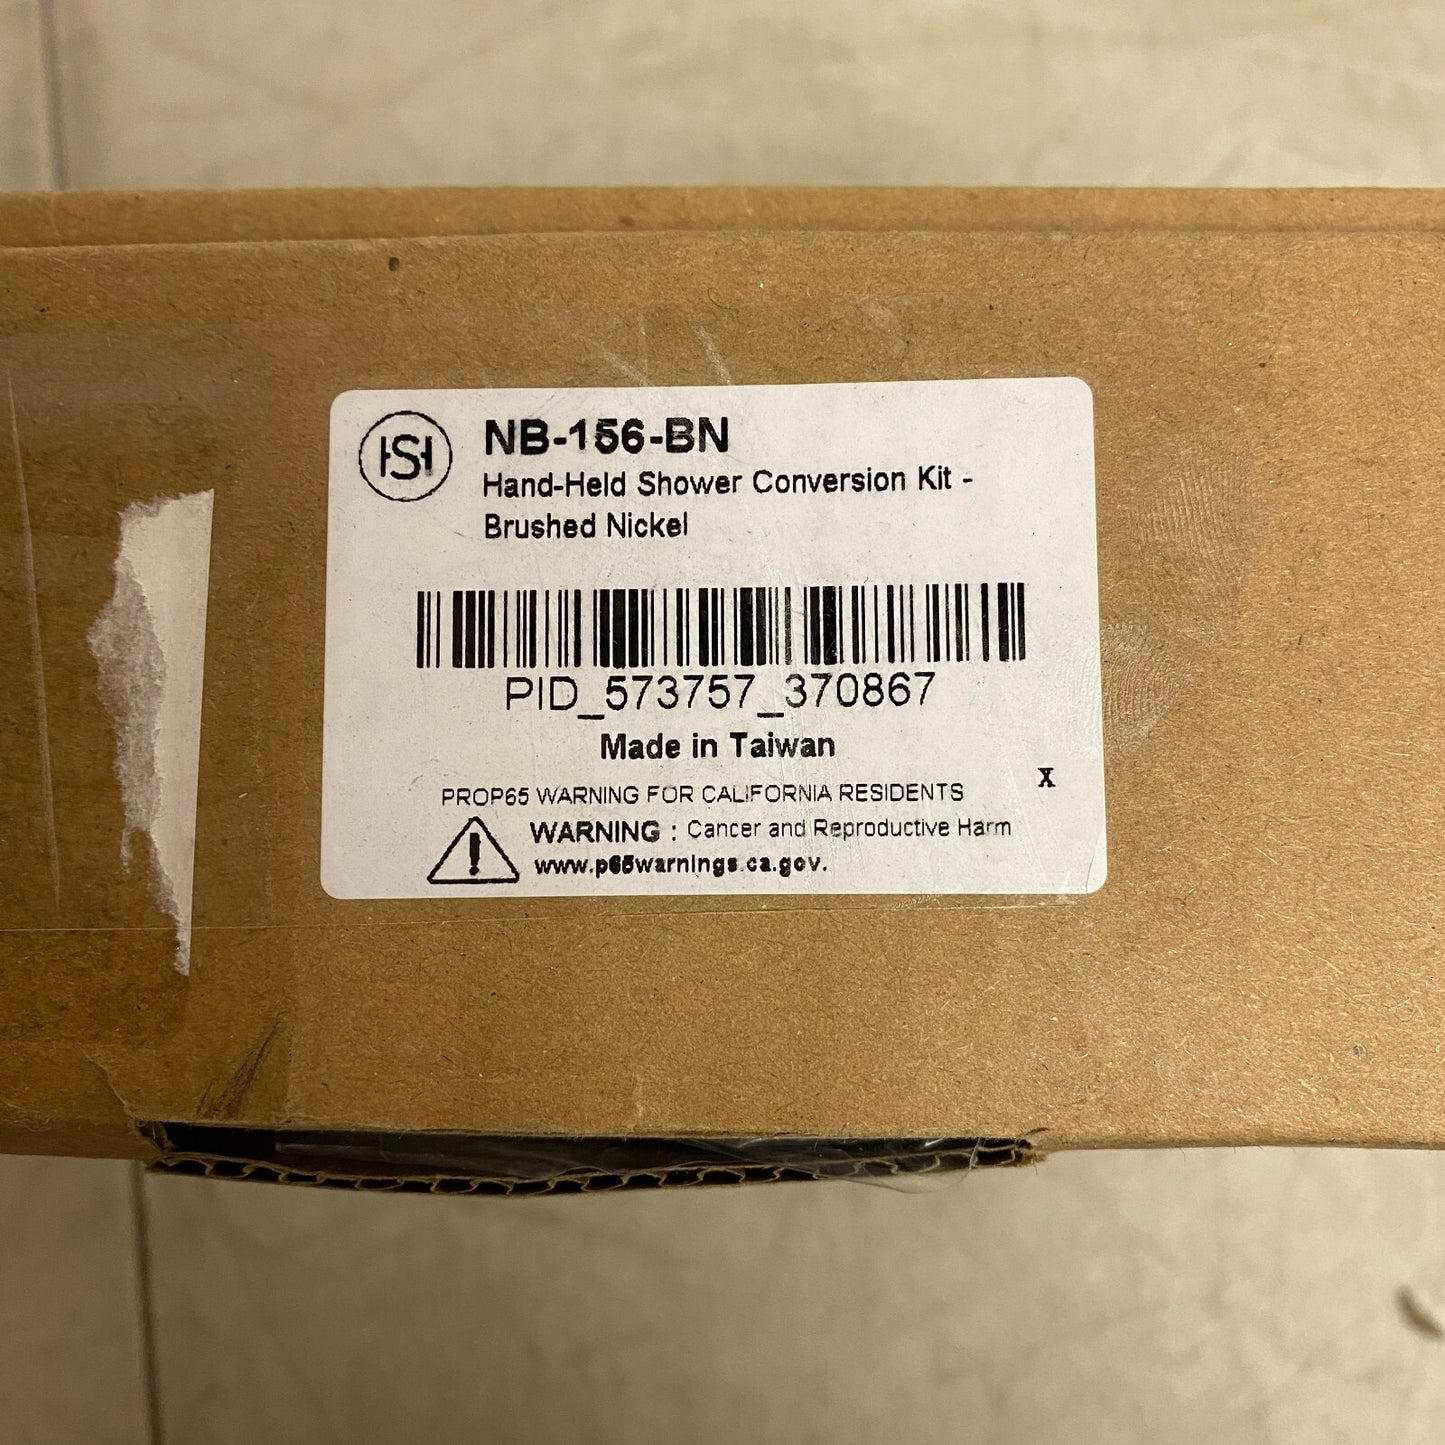 HSH
NB-156-BN
Hand-Held Shower Conversion Kit -
Brushed Nickel
PID_573757_370867
Made in Taiwan
X
PROP65 WARNING FOR CALIFORNIA RESIDENTS
! WARNING : Cancer and Reproductive Harm
www.p65warnings.ca.gov.